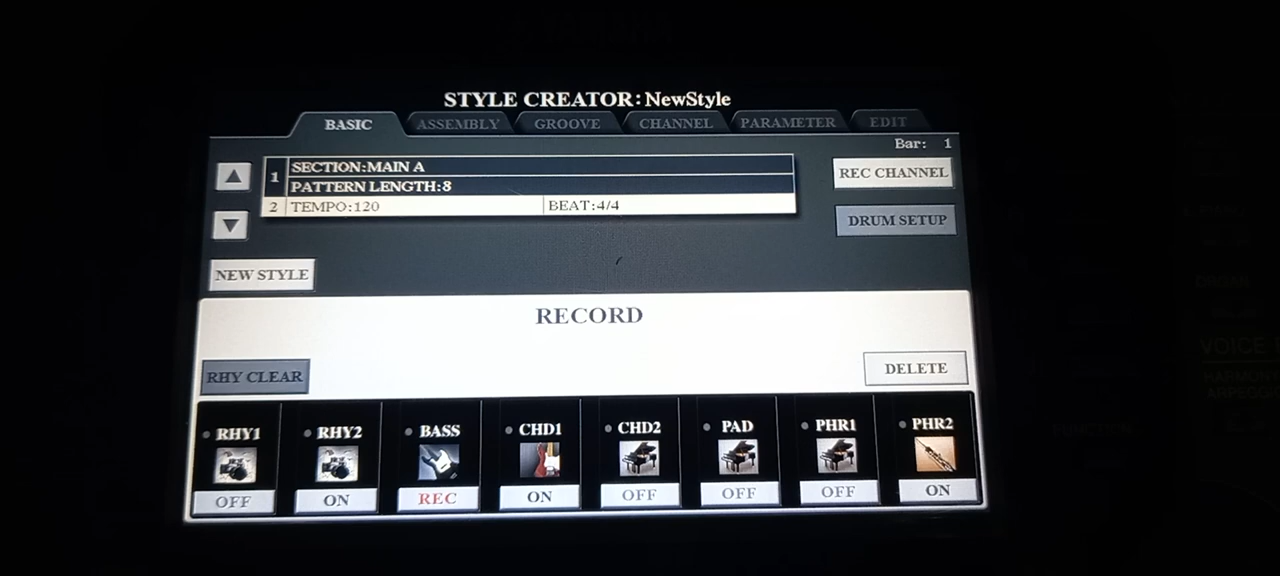 STYLE CREATOR:NewStyle
BASIC ASSEMBLY GROOVE CHANNEL PARAMETER EDIT
Bar: 1
1 SECTION:MAIN A
PATTERN LENGTH:8
2 TEMPO:120 BEAT:4/4
REC CHANNEL
DRUM SETUP
NEW STYLE
RECORD
RHY CLEAR
DELETE
RHY1 RHY2 BASS CHD1 CHD2 PAD PHR1 PHR2
OFF ON REC ON OFF OFF OFF ON
VOICE